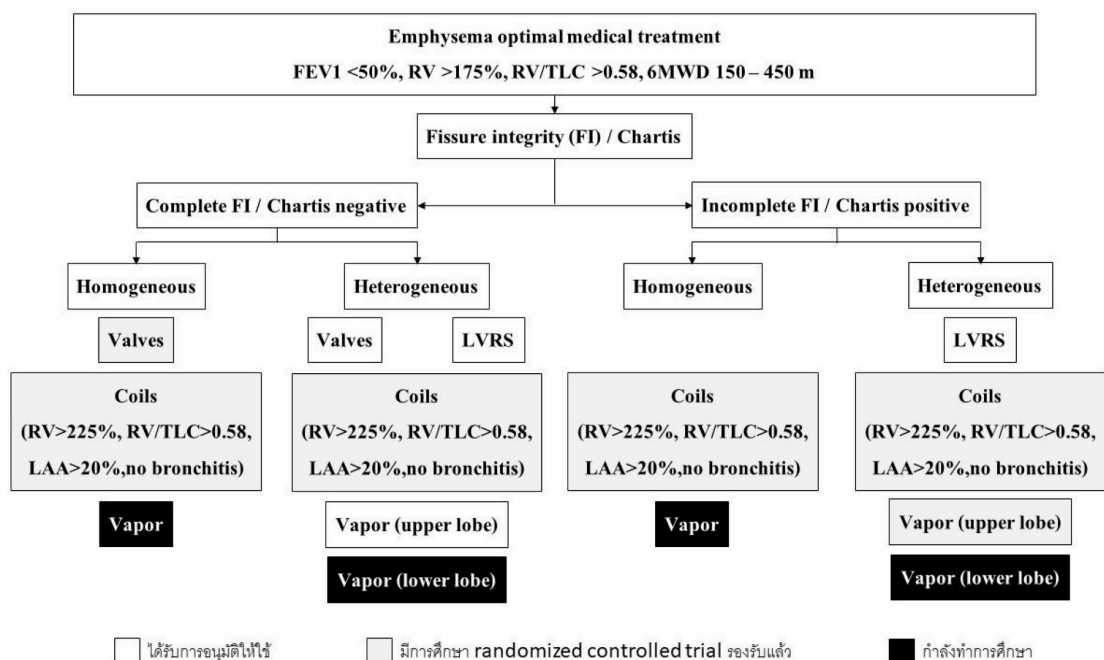 Emphysema optimal medical treatment
FEV1 <50%, RV >175%, RV/TLC >0.58, 6MWD 150 – 450 m
Fissure integrity (FI) / Chartis
Complete FI / Chartis negative
Incomplete FI / Chartis positive
Homogeneous
Heterogeneous
Homogeneous
Heterogeneous
Valves
Valves
LVRS
LVRS
Coils
(RV>225%, RV/TLC>0.58,
LAA>20%,no bronchitis)
Coils
(RV>225%, RV/TLC>0.58,
LAA>20%,no bronchitis)
Coils
(RV>225%, RV/TLC>0.58,
LAA>20%,no bronchitis)
Coils
(RV>225%, RV/TLC>0.58,
LAA>20%,no bronchitis)
Vapor
Vapor (upper lobe)
Vapor
Vapor (upper lobe)
Vapor (lower lobe)
Vapor (lower lobe)
ได้รับการอนุมัติให้ใช้
มีการศึกษา randomized controlled trial รองรับแล้ว
กำลังทำการศึกษา